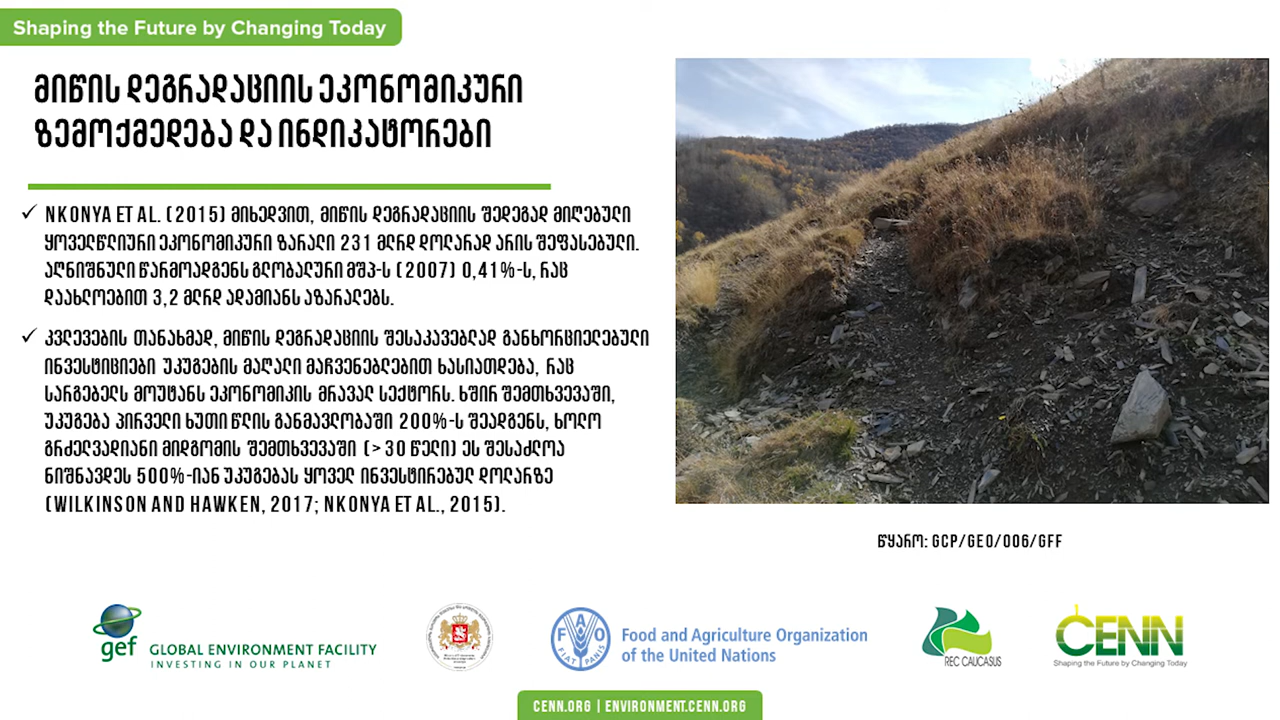 Shaping the Future by Changing Today
მიწის დეგრადაციის ეკონომიკური
ზემოქმედება და ინდიკატორები
✓ NKONYA ET AL. (2015) მიხედვით, მიწის დეგრადაციის შედეგად მიღებული
ყოველწლიური ეკონომიკური ზარალი 231 მლრდ დოლარად არის შეფასებული.
აღნიშნული წარმოადგენს გლობალური მშპ-ს (2007) 0,41%-ს, რაც
დაახლოებით 3,2 მლრდ ადამიანს აზარალებს.
✓ კვლევების თანახმად, მიწის დეგრადაციის შესაკავებლად განხორციელებული
ინვესტიციები უკუგების მაღალი მაჩვენებლებით ხასიათდება, რაც
სარგებელს მოუტანს ეკონომიკის მრავალ სექტორს. ხშირ შემთხვევაში,
უკუგება პირველი ხუთი წლის განმავლობაში 200%-ს შეადგენს, ხოლო
გრძელვადიანი მიდგომის შემთხვევაში (>30 წელი) ეს შესაძლოა
ნიშნავდეს 500%-იან უკუგებას ყოველ ინვესტირებულ დოლარზე
(WILKINSON AND HAWKEN, 2017; NKONYA ET AL., 2015).
წყარო: GCP/GEO/006/GFF
gef
GLOBAL ENVIRONMENT FACILITY
INVESTING IN OUR PLANET
FAO
FIAT PANIS
Food and Agriculture Organization
of the United Nations
REC CAUCASUS
CENN
Shaping the Future by Changing Today
CENN.ORG | ENVIRONMENT.CENN.ORG